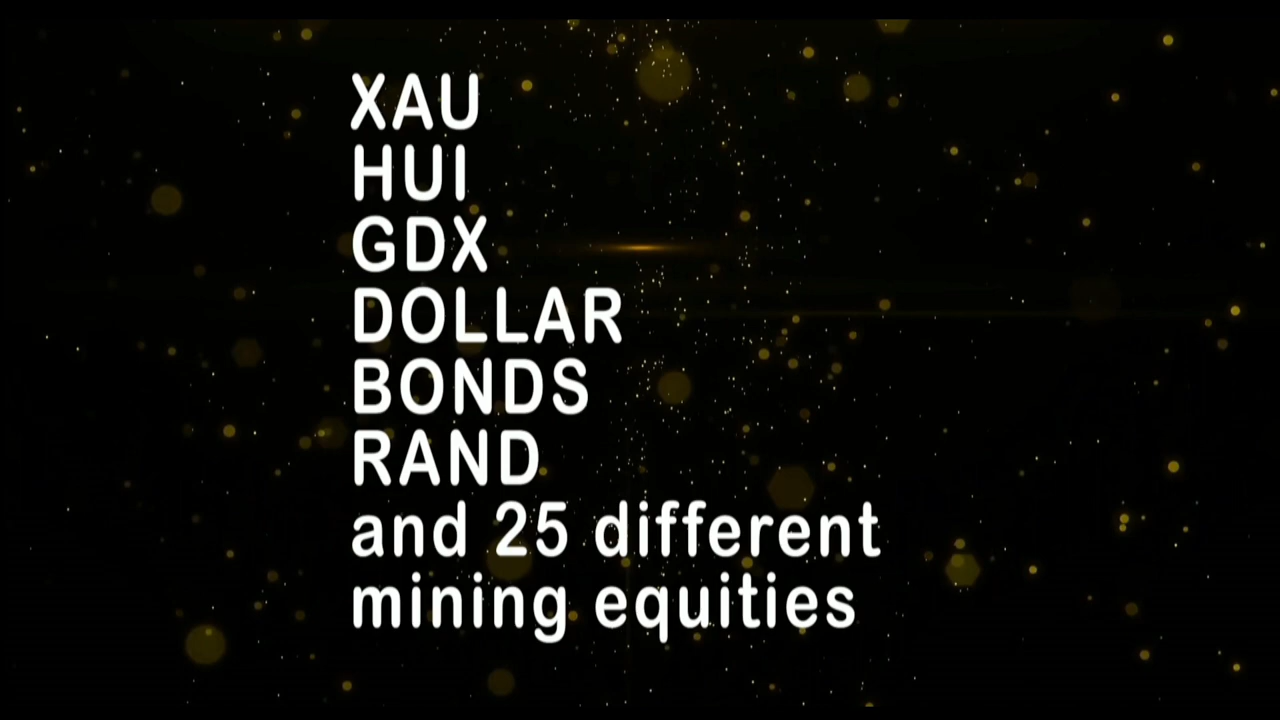 XAU
HUI
GDX
DOLLAR
BONDS
RAND
and 25 different
mining equities